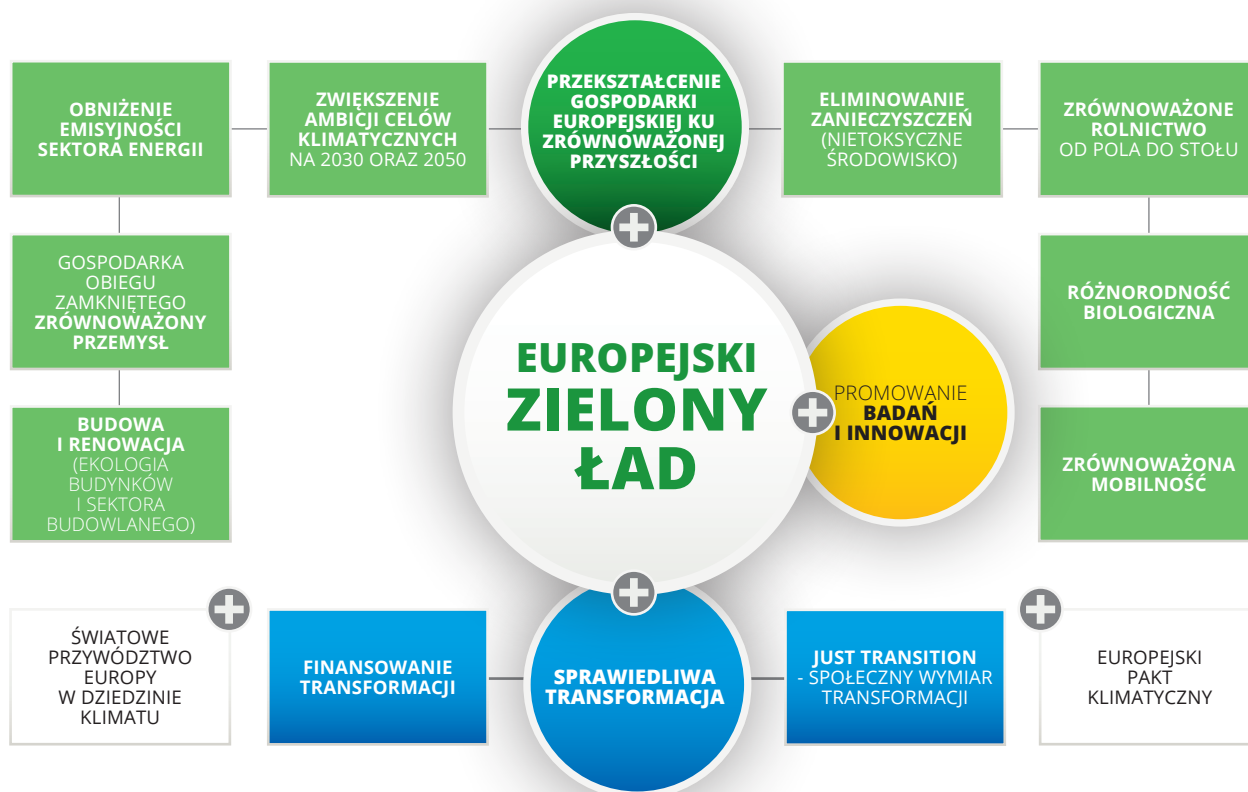 OBNIŻENIE
EMISYJNOŚCI
SEKTORA ENERGII
ZWIĘKSZENIE
AMBICJI CELÓW
KLIMATYCZNYCH
NA 2030 ORAZ 2050
PRZEKSZTAŁCENIE
GOSPODARKI
EUROPEJSKIEJ KU
ZRÓWNOWAŻONEJ
PRZYSZŁOŚCI
ELIMINOWANIE
ZANIECZYSZCZEŃ
(NIETOKSYCZNE
ŚRODOWISKO)
ZRÓWNOWAŻONE
ROLNICTWO
OD POLA DO STOŁU
GOSPODARKA
OBIEGU
ZAMKNIĘTEGO
ZRÓWNOWAŻONY
PRZEMYSŁ
RÓŻNORODNOŚĆ
BIOLOGICZNA
EUROPEJSKI
ZIELONY
ŁAD
PROMOWANIE
BADAŃ
I INNOWACJI
BUDOWA
I RENOWACJA
(EKOLOGIA
BUDYNKÓW
I SEKTORA
BUDOWLANEGO)
ZRÓWNOWAŻONA
MOBILNOŚĆ
ŚWIATOWE
PRZYWÓDZTWO
EUROPY
W DZIEDZINIE
KLIMATU
FINANSOWANIE
TRANSFORMACJI
SPRAWIEDLIWA
TRANSFORMACJA
JUST TRANSITION
- SPOŁECZNY WYMIAR
TRANSFORMACJI
EUROPEJSKI
PAKT
KLIMATYCZNY